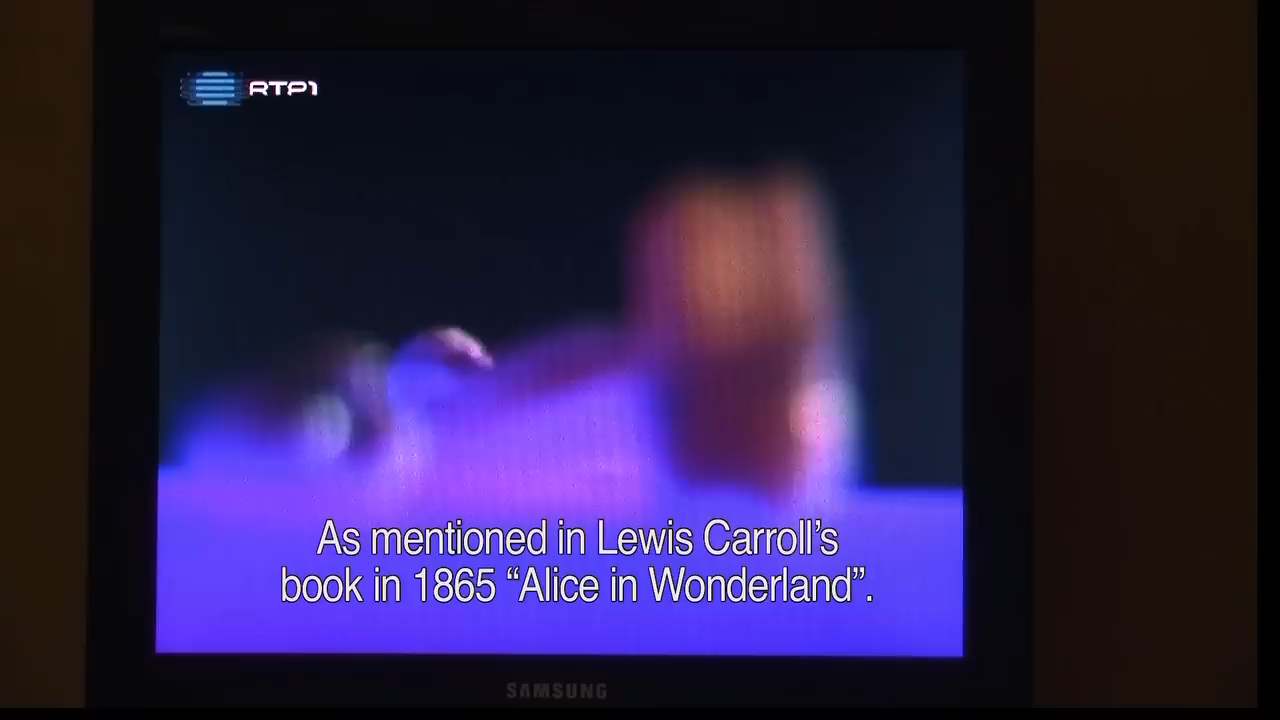 RTP1
As mentioned in Lewis Carroll's
book in 1865 “Alice in Wonderland”.
SAMSUNG